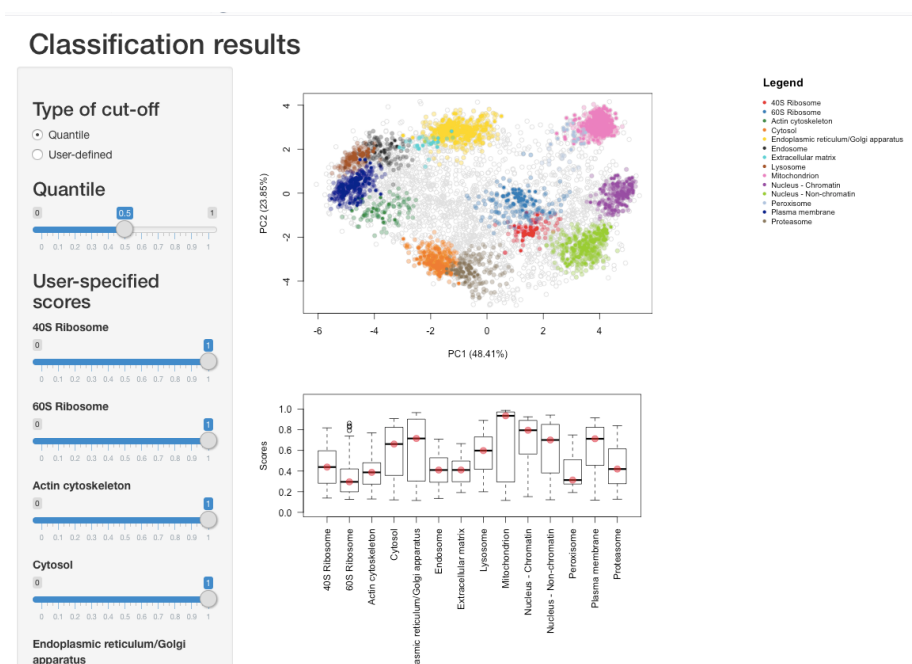 Classification results
Type of cut-off
Quantile
User-defined
Quantile
0 0.5 1
0 0.1 0.2 0.3 0.4 0.5 0.6 0.7 0.8 0.9 1
User-specified
scores
40S Ribosome
0 1
0 0.1 0.2 0.3 0.4 0.5 0.6 0.7 0.8 0.9 1
60S Ribosome
0 1
0 0.1 0.2 0.3 0.4 0.5 0.6 0.7 0.8 0.9 1
Actin cytoskeleton
0 1
0 0.1 0.2 0.3 0.4 0.5 0.6 0.7 0.8 0.9 1
Cytosol
0 1
0 0.1 0.2 0.3 0.4 0.5 0.6 0.7 0.8 0.9 1
Endoplasmic reticulum/Golgi
apparatus
PC2 (23.85%)
4
2
0
-2
-4
-6 -4 -2 0 2 4
PC1 (48.41%)
Legend
40S Ribosome
60S Ribosome
Actin cytoskeleton
Cytosol
Endoplasmic reticulum/Golgi apparatus
Endosome
Extracellular matrix
Lysosome
Mitochondrion
Nucleus - Chromatin
Nucleus - Non-chromatin
Peroxisome
Plasma membrane
Proteasome
Scores
1.0
0.8
0.6
0.4
0.2
0.0
40S Ribosome
60S Ribosome
Actin cytoskeleton
Cytosol
asmic reticulum/Golgi apparatus
Endosome
Extracellular matrix
Lysosome
Mitochondrion
Nucleus - Chromatin
Nucleus - Non-chromatin
Peroxisome
Plasma membrane
Proteasome